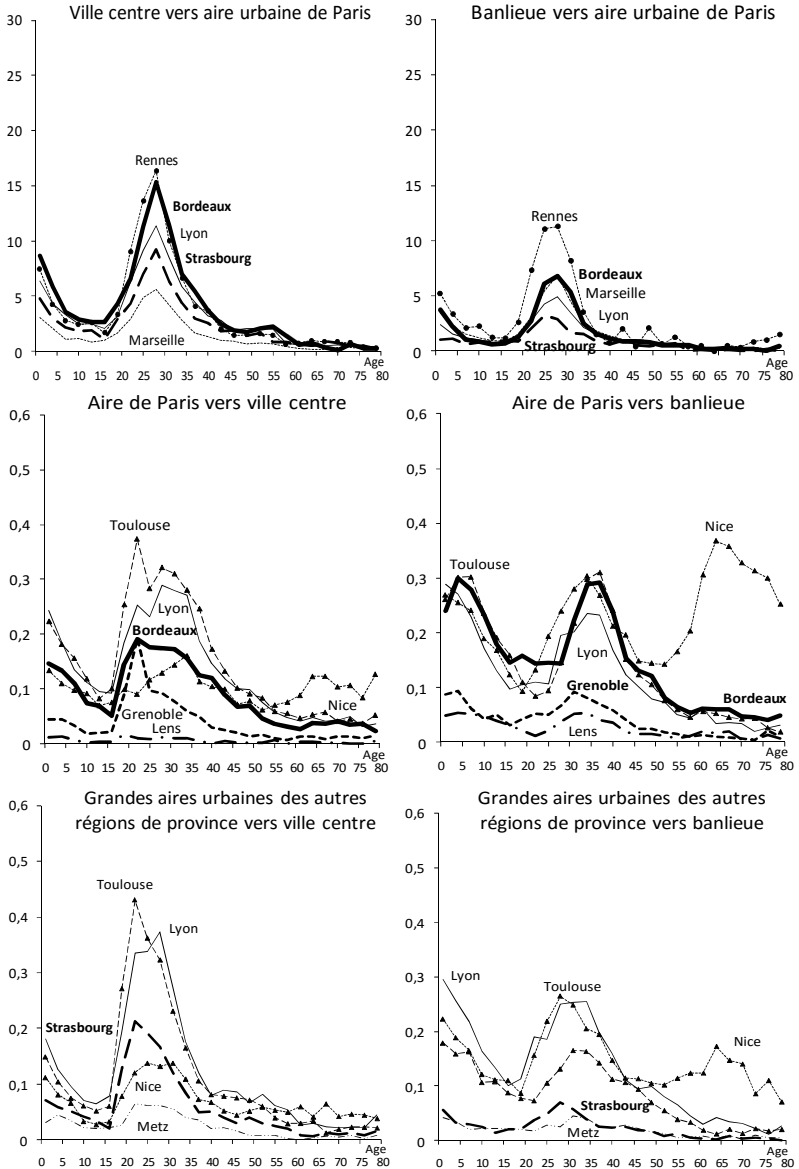 Ville centre vers aire urbaine de Paris
30
25
20
15
10
5
0
Rennes
Bordeaux
Lyon
Strasbourg
Marseille
Age
0 5 10 15 20 25 30 35 40 45 50 55 60 65 70 75 80
Banlieue vers aire urbaine de Paris
30
25
20
15
10
5
0
Rennes
Bordeaux
Marseille
Lyon
Strasbourg
Age
0 5 10 15 20 25 30 35 40 45 50 55 60 65 70 75 80
Aire de Paris vers ville centre
0,6
0,5
0,4
0,3
0,2
0,1
0
Toulouse
Lyon
Bordeaux
Grenoble
Lens
Nice
Age
0 5 10 15 20 25 30 35 40 45 50 55 60 65 70 75 80
Aire de Paris vers banlieue
0,6
0,5
0,4
0,3
0,2
0,1
0
Nice
Toulouse
Lyon
Grenoble
Bordeaux
Lens
Age
0 5 10 15 20 25 30 35 40 45 50 55 60 65 70 75 80
Grandes aires urbaines des autres
régions de province vers ville centre
0,6
0,5
0,4
0,3
0,2
0,1
0
Toulouse
Lyon
Strasbourg
Nice
Metz
Age
0 5 10 15 20 25 30 35 40 45 50 55 60 65 70 75 80
Grandes aires urbaines des autres
régions de province vers banlieue
0,6
0,5
0,4
0,3
0,2
0,1
0
Lyon
Toulouse
Nice
Strasbourg
Metz
Age
0 5 10 15 20 25 30 35 40 45 50 55 60 65 70 75 80